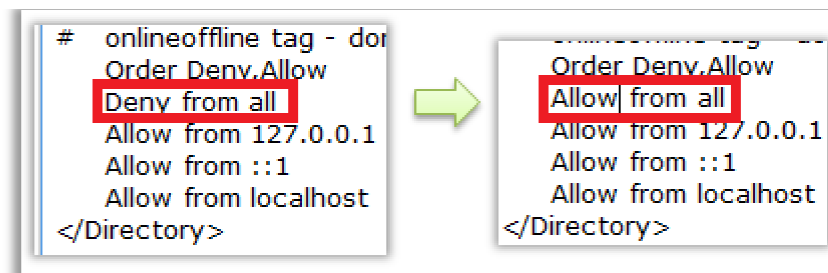 # onlineoffline tag - don
Order Deny,Allow
Deny from all
Allow from 127.0.0.1
Allow from ::1
Allow from localhost
</Directory>
Order Deny,Allow
Allow from all
Allow from 127.0.0.1
Allow from ::1
Allow from localhost
</Directory>